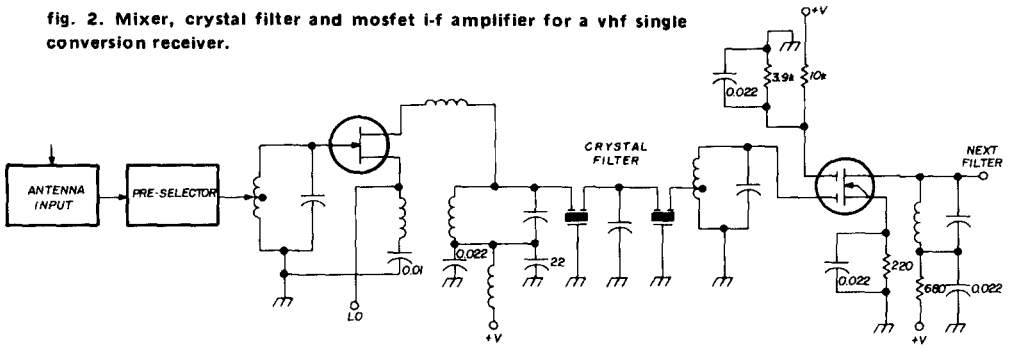 fig. 2. Mixer, crystal filter and mosfet i-f amplifier for a vhf single
conversion receiver.
+V
0.022
3.9k
10k
ANTENNA
INPUT
PRE-SELECTOR
CRYSTAL
FILTER
NEXT
FILTER
0.01
LO
0.022
22
+V
0.022
220
680
0.022
+V